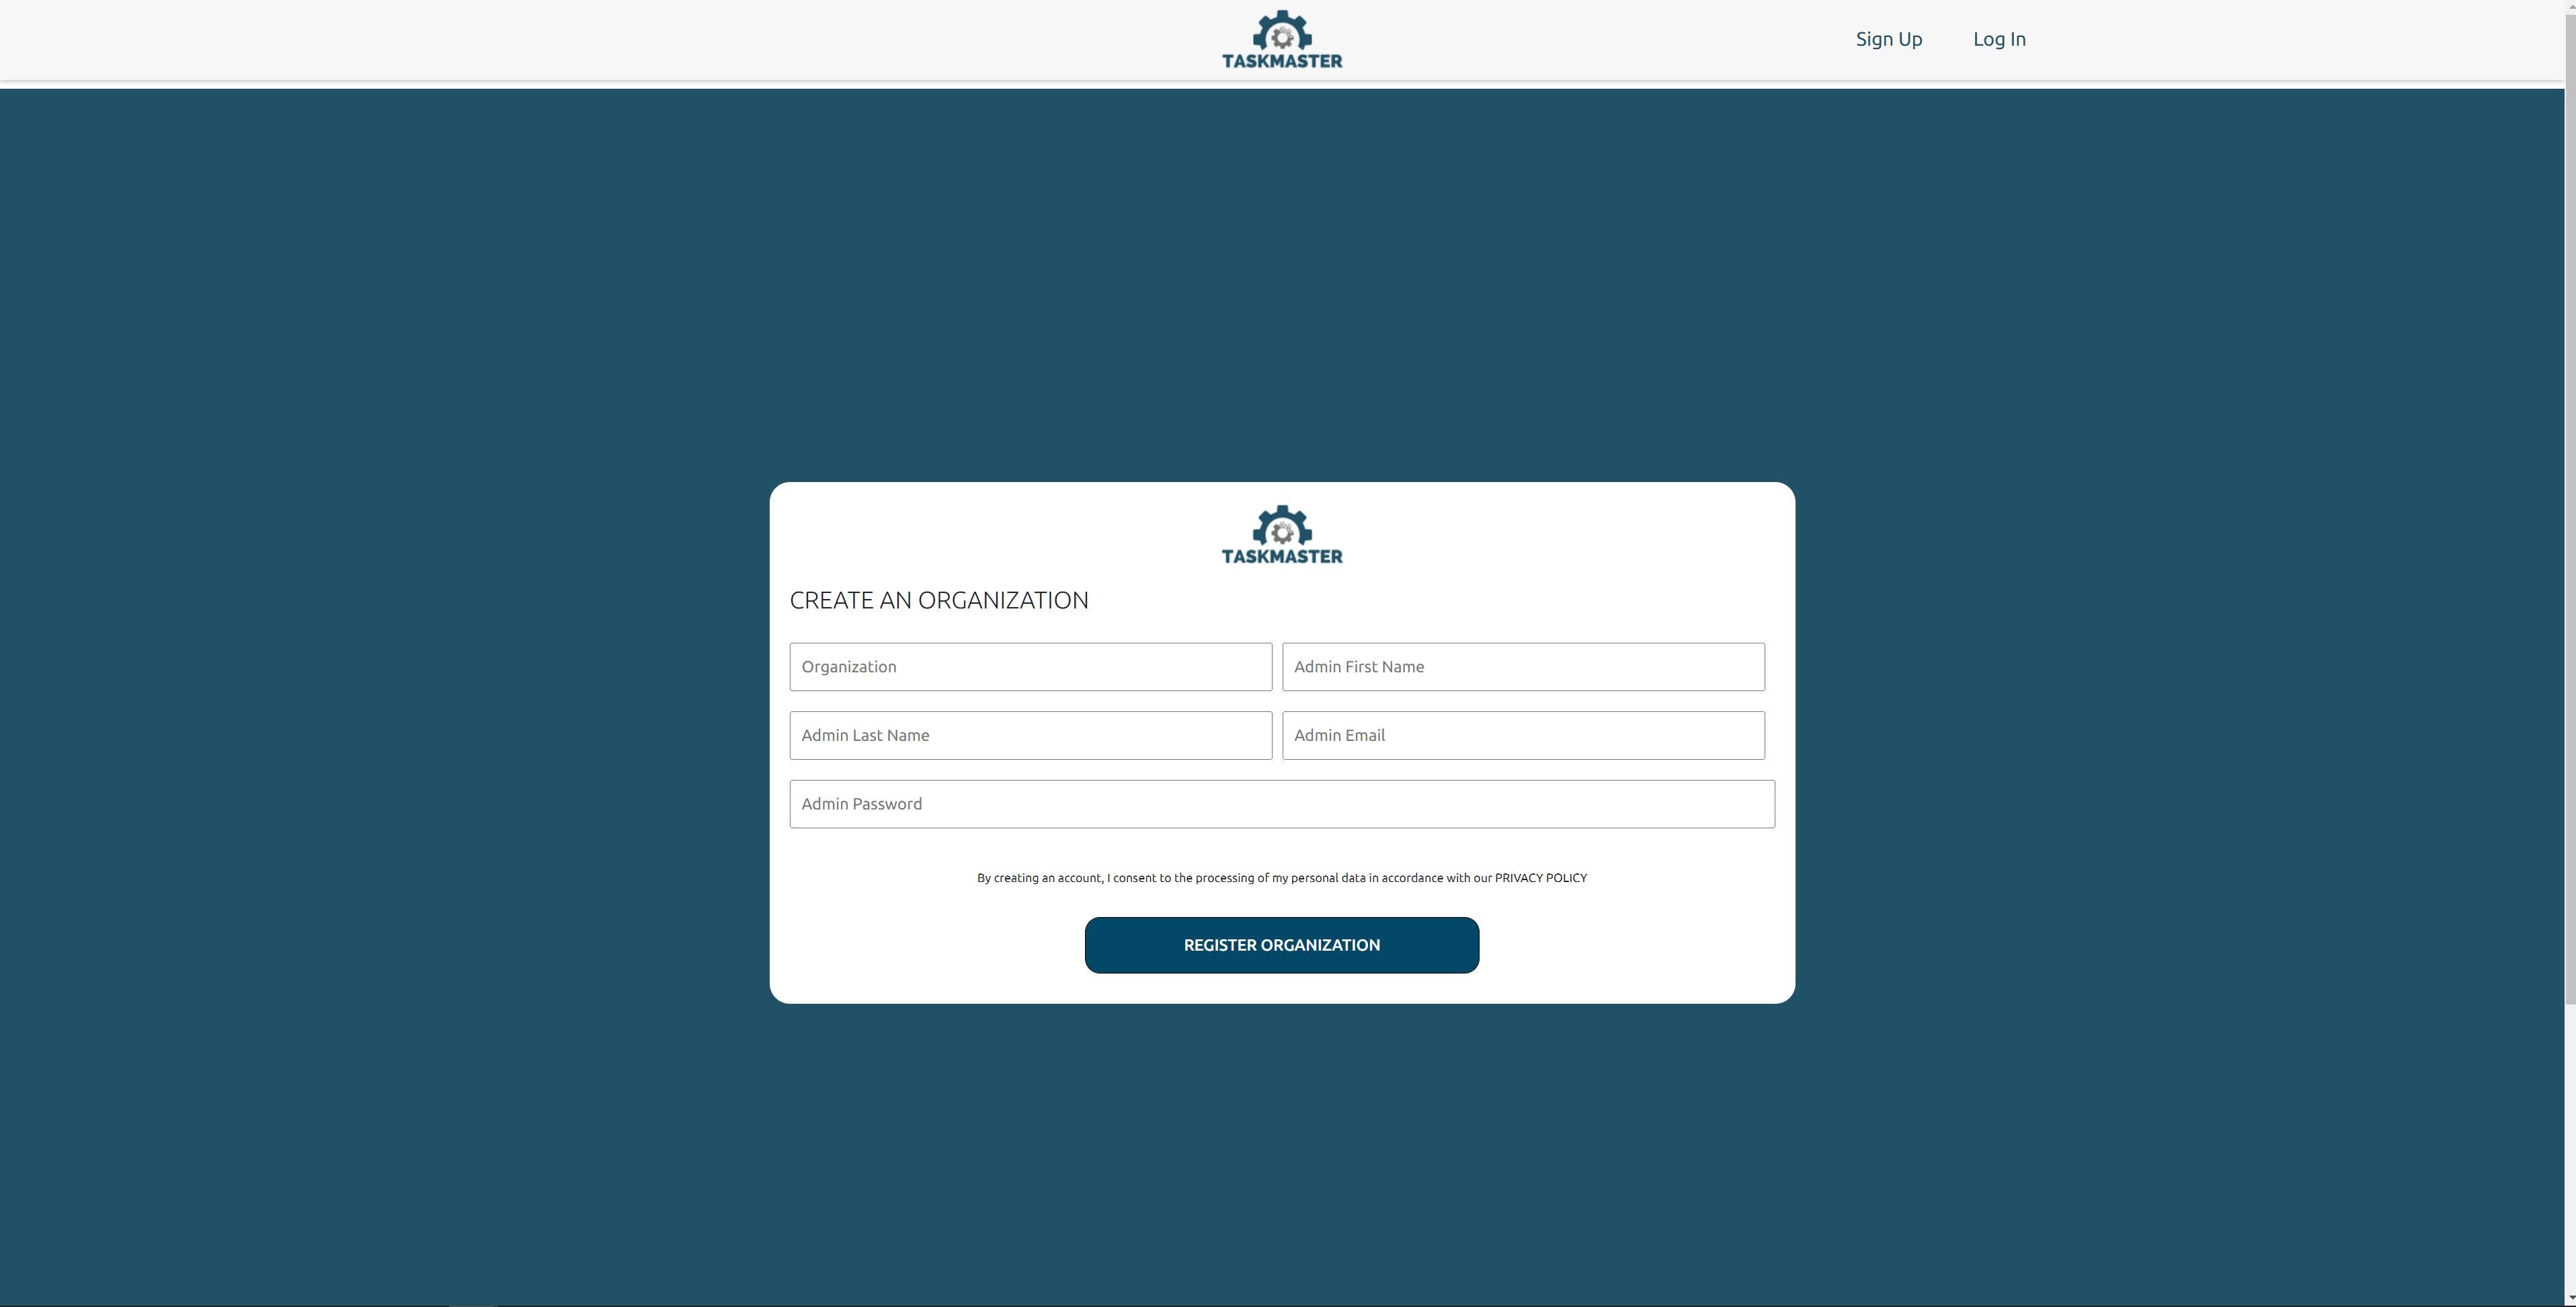 TASKMASTER
Sign Up
Log In
TASKMASTER
CREATE AN ORGANIZATION
Organization
Admin First Name
Admin Last Name
Admin Email
Admin Password
By creating an account, I consent to the processing of my personal data in accordance with our PRIVACY POLICY
REGISTER ORGANIZATION